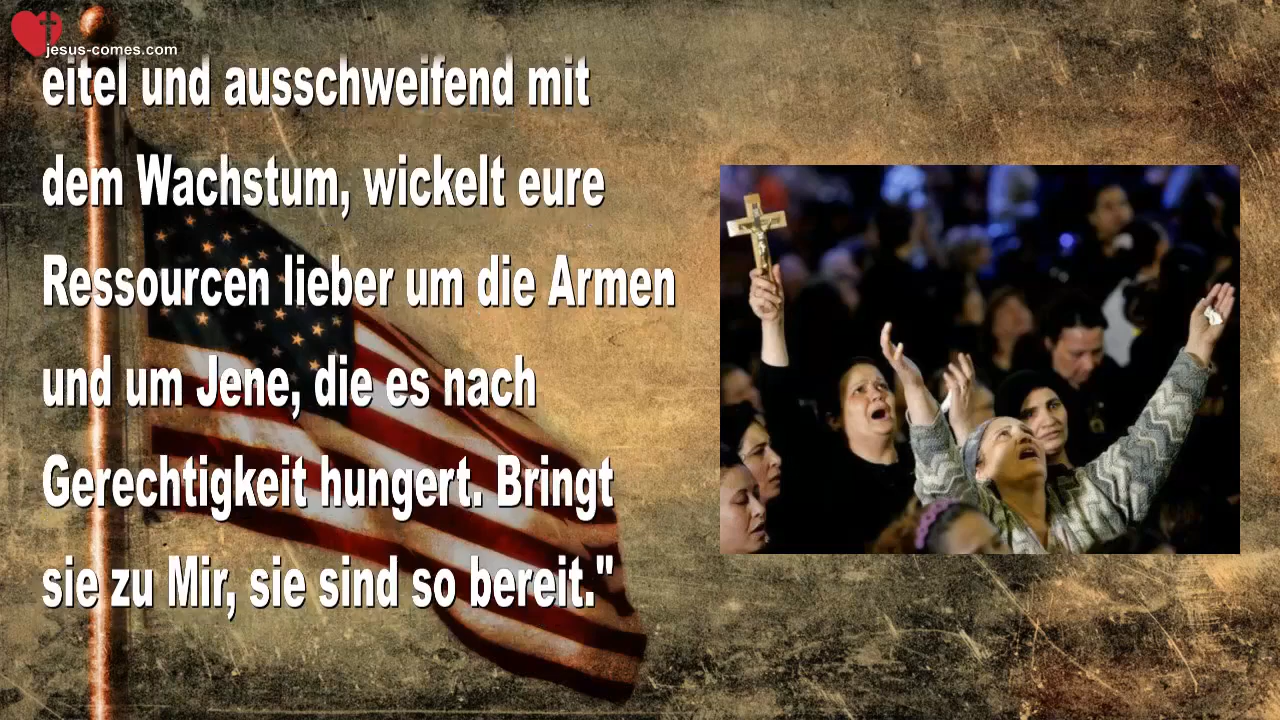 jesus-comes.com
eitel und ausschweifend mit
dem Wachstum, wickelt eure
Ressourcen lieber um die Armen
und um Jene, die es nach
Gerechtigkeit hungert. Bringt
sie zu Mir, sie sind so bereit."